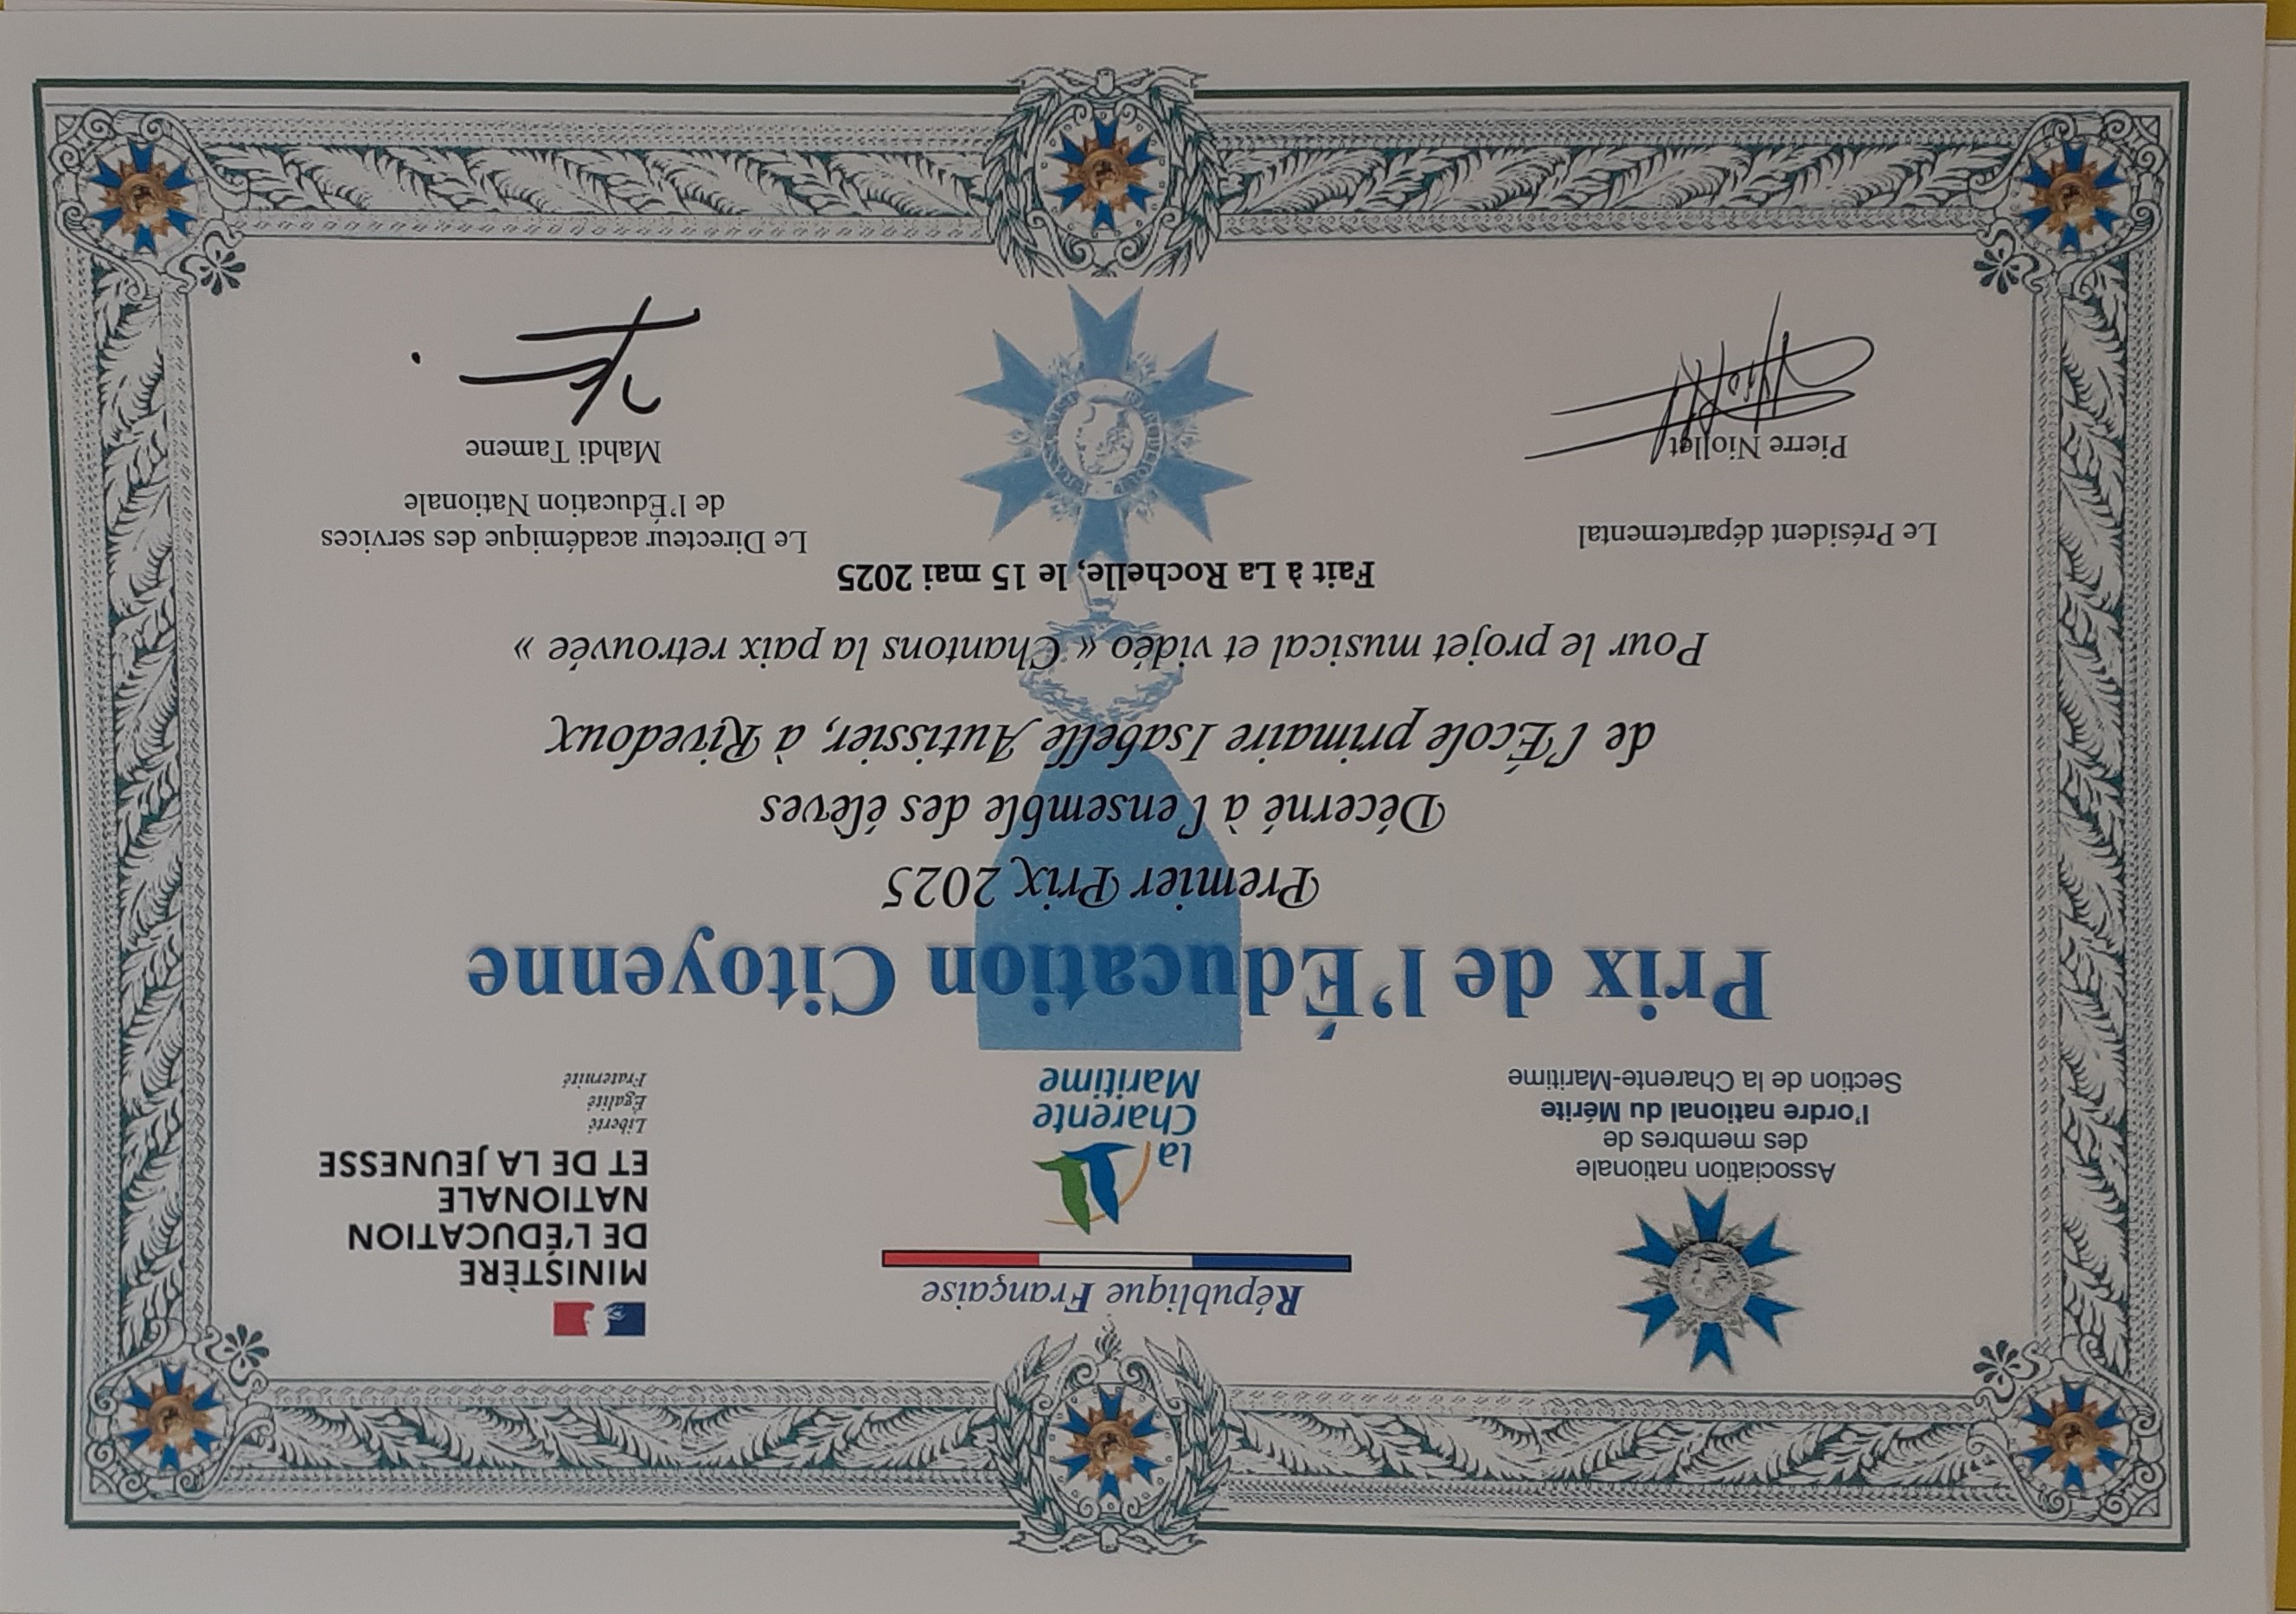 République Française
Association nationale
des membres de
l'ordre national du Mérite
Section de la Charente-Maritime
la
Charente
Maritime
MINISTÈRE
DE L'ÉDUCATION
NATIONALE
ET DE LA JEUNESSE
Liberté
Égalité
Fraternité
Prix de l'Éducation Citoyenne
Premier Prix 2025
Décerné à l'ensemble des élèves
de l'École primaire Isabelle Autissier, à Rivedoux
Pour le projet musical et vidéo « Chantons la paix retrouvée »
Fait à La Rochelle, le 15 mai 2025
Le Président départemental
Pierre Niollet
Le Directeur académique des services
de l'Éducation Nationale
Mahdi Tamene